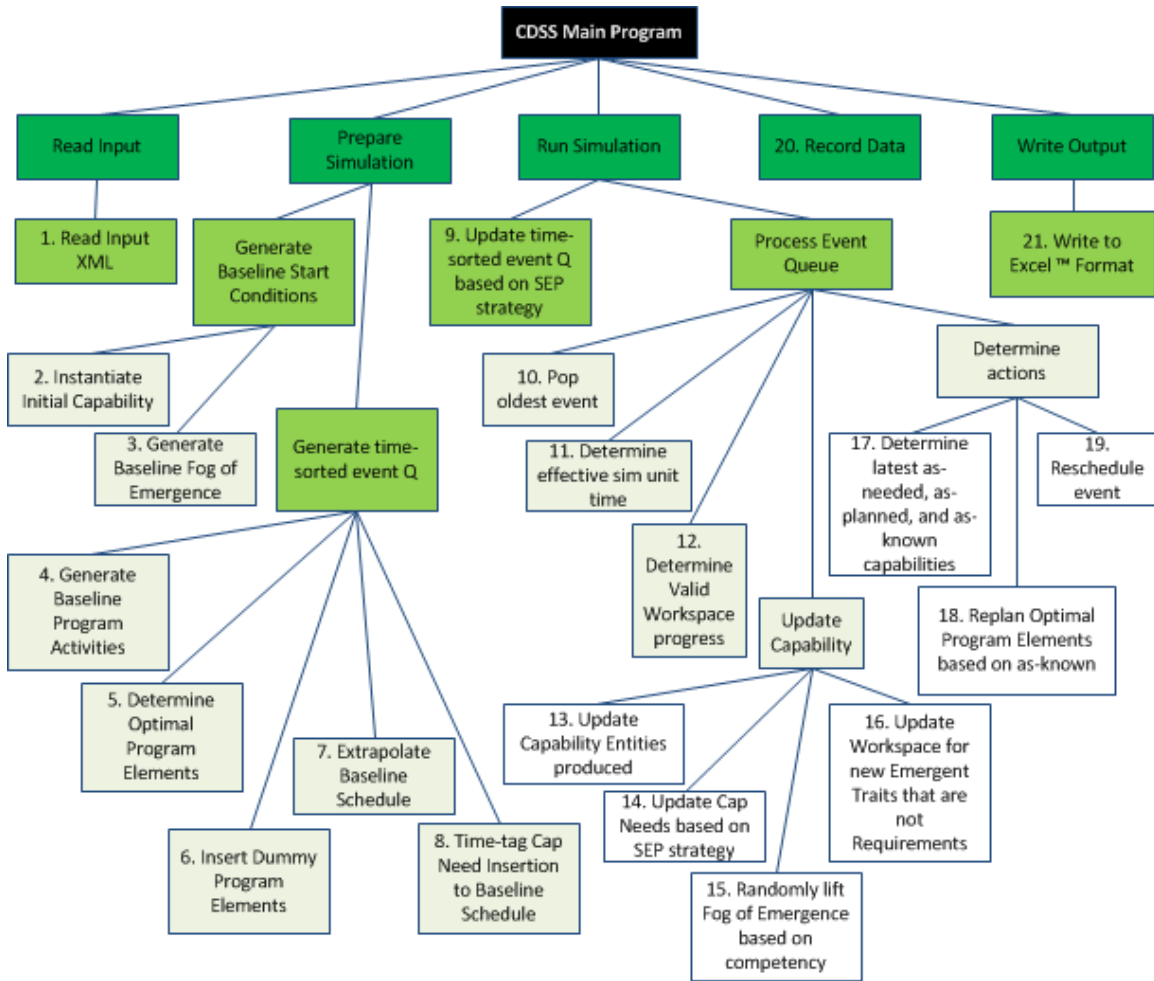 CDSS Main Program
Read Input
Prepare
Simulation
Run Simulation
20. Record Data
Write Output
1. Read Input
XML
Generate
Baseline Start
Conditions
9. Update time-
sorted event Q
based on SEP
strategy
Process Event
Queue
21. Write to
Excel ™ Format
2. Instantiate
Initial Capability
3. Generate
Baseline Fog of
Emergence
Generate time-
sorted event Q
10. Pop
oldest event
11. Determine
effective sim unit
time
12.
Determine
Valid
Workspace
progress
Update
Capability
Determine
actions
17. Determine
latest as-
needed, as-
planned, and as-
known
capabilities
19.
Reschedule
event
18. Replan Optimal
Program Elements
based on as-known
4. Generate
Baseline
Program
Activities
5. Determine
Optimal
Program
Elements
6. Insert Dummy
Program
Elements
7. Extrapolate
Baseline
Schedule
8. Time-tag Cap
Need Insertion
to Baseline
Schedule
13. Update
Capability Entities
produced
14. Update Cap
Needs based on
SEP strategy
15. Randomly lift
Fog of Emergence
based on
competency
16. Update
Workspace for
new Emergent
Traits that are
not
Requirements